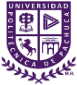 UNIVERSIDAD
POLITÉCNICA DE PACHUCA
M.R.